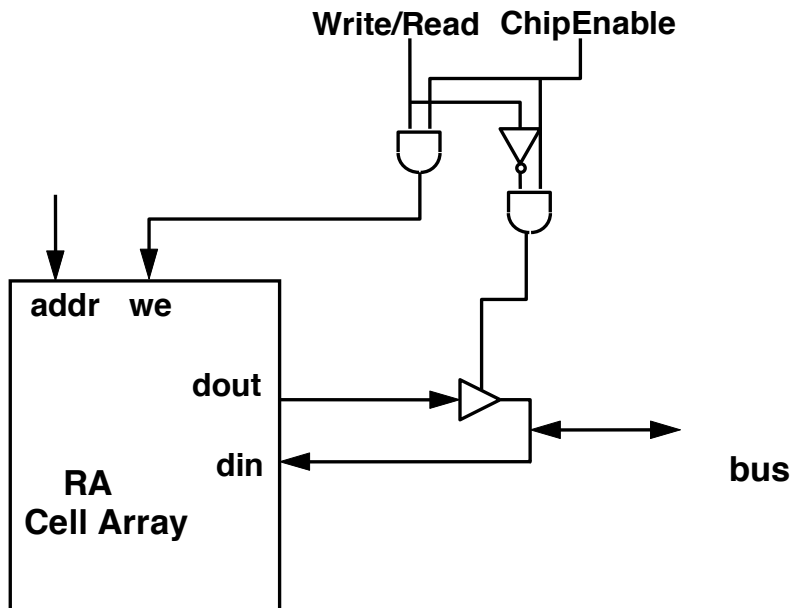 Write/Read ChipEnable
addr we
dout
din
RA
Cell Array
bus